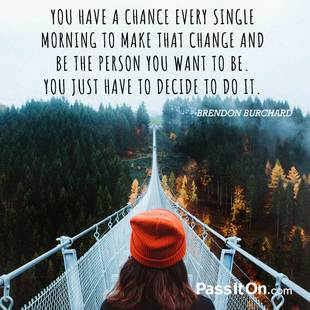 YOU HAVE A CHANCE EVERY SINGLE
MORNING TO MAKE THAT CHANGE AND
BE THE PERSON YOU WANT TO BE.
YOU JUST HAVE TO DECIDE TO DO IT.
-BRENDON BURCHARD
PassItOn.com